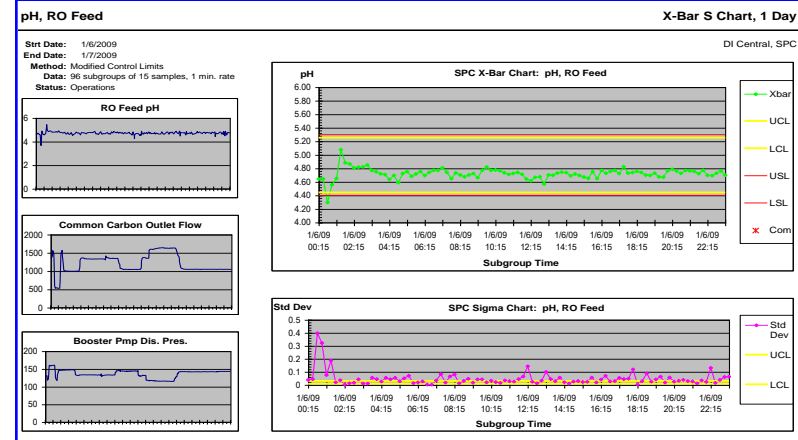 pH, RO Feed
X-Bar S Chart, 1 Day
Strt Date: 1/6/2009
End Date: 1/7/2009
Method: Modified Control Limits
Data: 96 subgroups of 15 samples, 1 min. rate
Status: Operations
DI Central, SPC
RO Feed pH
6
4
2
0
Common Carbon Outlet Flow
2000
1500
1000
500
0
Booster Pmp Dis. Pres.
200
150
100
50
0
pH
SPC X-Bar Chart: pH, RO Feed
6.00
5.80
5.60
5.40
5.20
5.00
4.80
4.60
4.40
4.20
4.00
1/6/09 1/6/09 1/6/09 1/6/09 1/6/09 1/6/09 1/6/09 1/6/09 1/6/09 1/6/09 1/6/09 1/6/09
00:15 02:15 04:15 06:15 08:15 10:15 12:15 14:15 16:15 18:15 20:15 22:15
Subgroup Time
Xbar
UCL
LCL
USL
LSL
Com
Std Dev
SPC Sigma Chart: pH, RO Feed
0.5
0.4
0.3
0.2
0.1
1/6/09 1/6/09 1/6/09 1/6/09 1/6/09 1/6/09 1/6/09 1/6/09 1/6/09 1/6/09 1/6/09 1/6/09
00:15 02:15 04:15 06:15 08:15 10:15 12:15 14:15 16:15 18:15 20:15 22:15
Subgroup Time
Std
Dev
UCL
LCL